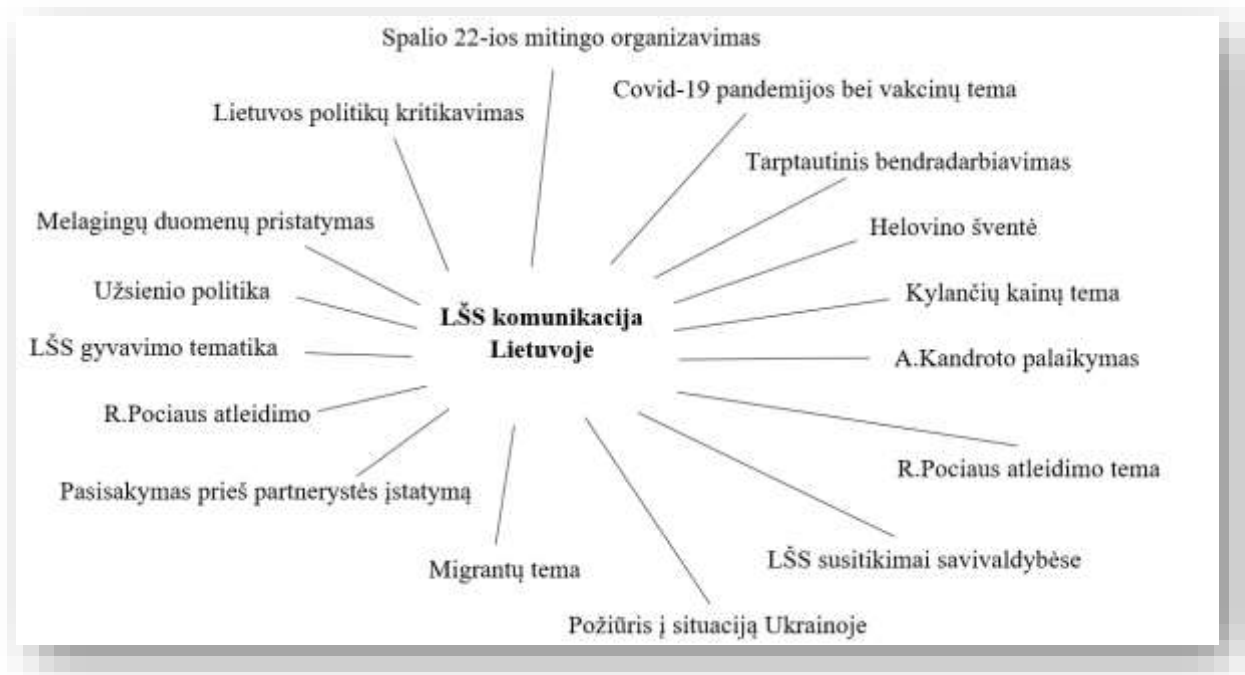 Spalio 22-ios mitingo organizavimas
Covid-19 pandemijos bei vakcinų tema
Lietuvos politikų kritikavimas
Tarptautinis bendradarbiavimas
Melagingų duomenų pristatymas
Helovino šventė
Užsienio politika
Kylančių kainų tema
LŠS komunikacija
Lietuvoje
LŠS gyvavimo tematika
A.Kandroto palaikymas
R.Pociaus atleidimo
R.Pociaus atleidimo tema
Pasisakymas prieš partnerystės įstatymą
LŠS susitikimai savivaldybėse
Migrantų tema
Požiūris į situaciją Ukrainoje